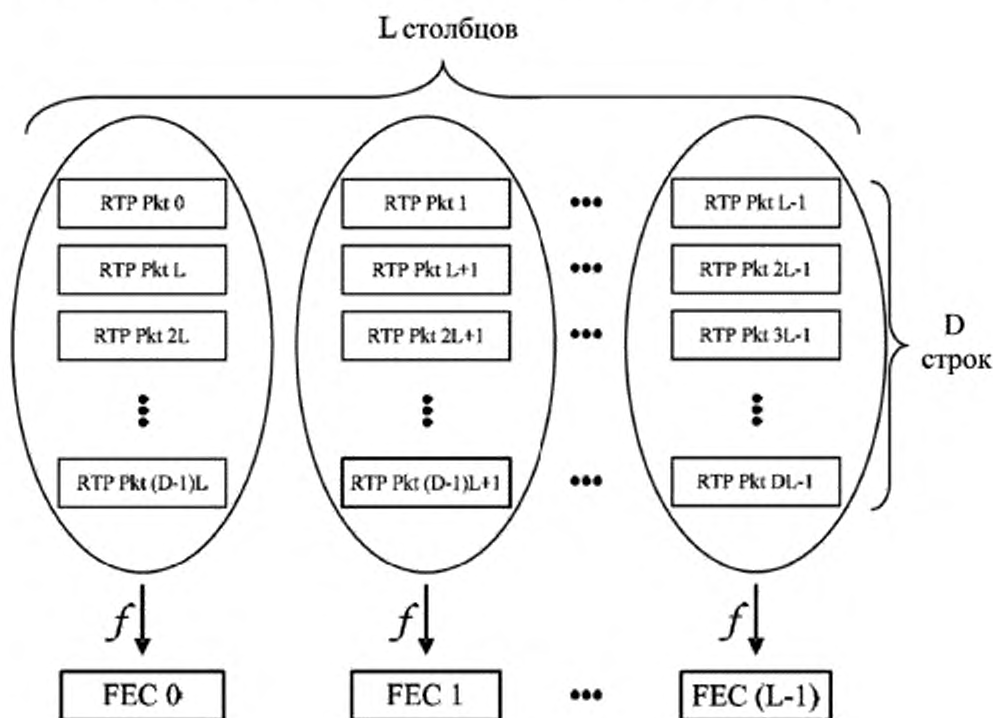 L столбцов
RTP Pkt 0
RTP Pkt 1
•••
RTP Pkt L-1
RTP Pkt L
RTP Pkt L+1
•••
RTP Pkt 2L-1
RTP Pkt 2L
RTP Pkt 2L+1
•••
RTP Pkt 3L-1
D
строк
RTP Pkt (D-1)L
RTP Pkt (D-1)L+1
•••
RTP Pkt DL-1
f
f
f
FEC 0
FEC 1
•••
FEC (L-1)